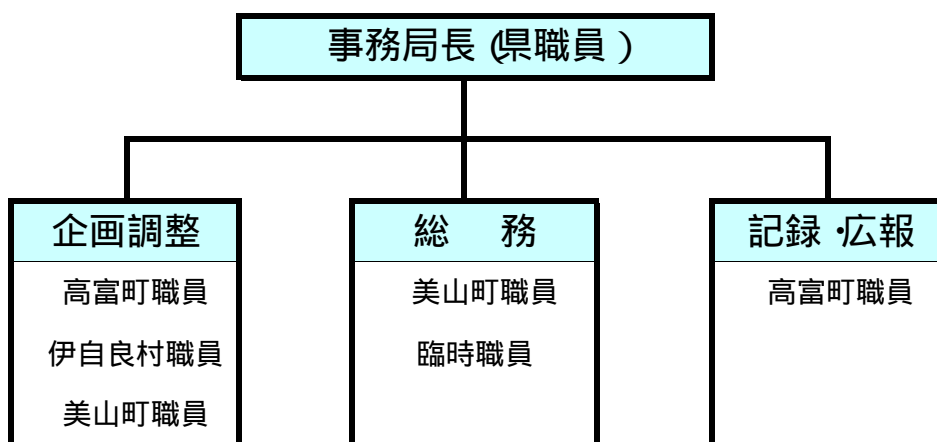 事務局長（県職員）
企画調整
高富町職員
伊自良村職員
美山町職員
総　務
美山町職員
臨時職員
記録・広報
高富町職員